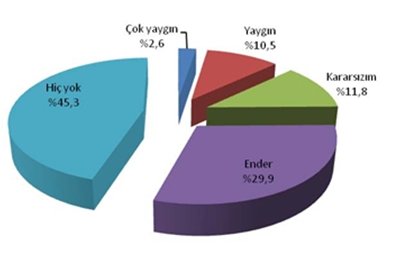 Çok yaygın
%2,6
Yaygın
%10,5
Kararsızım
%11,8
Ender
%29,9
Hiç yok
%45,3